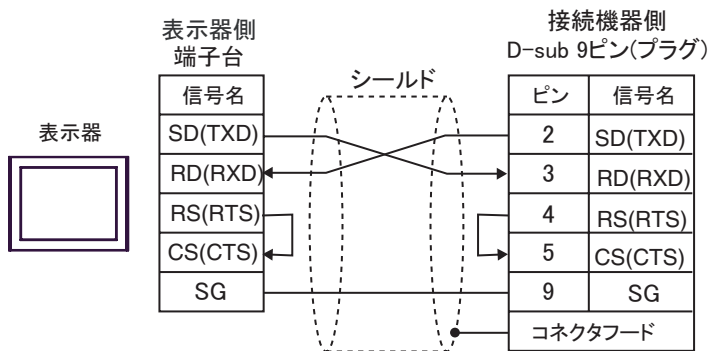 表示器側
端子台
接続機器側
D-sub 9ピン(プラグ)
シールド
表示器
信号名
SD(TXD)
RD(RXD)
RS(RTS)
CS(CTS)
SG
ピン 信号名
2 SD(TXD)
3 RD(RXD)
4 RS(RTS)
5 CS(CTS)
9 SG
コネクタフード